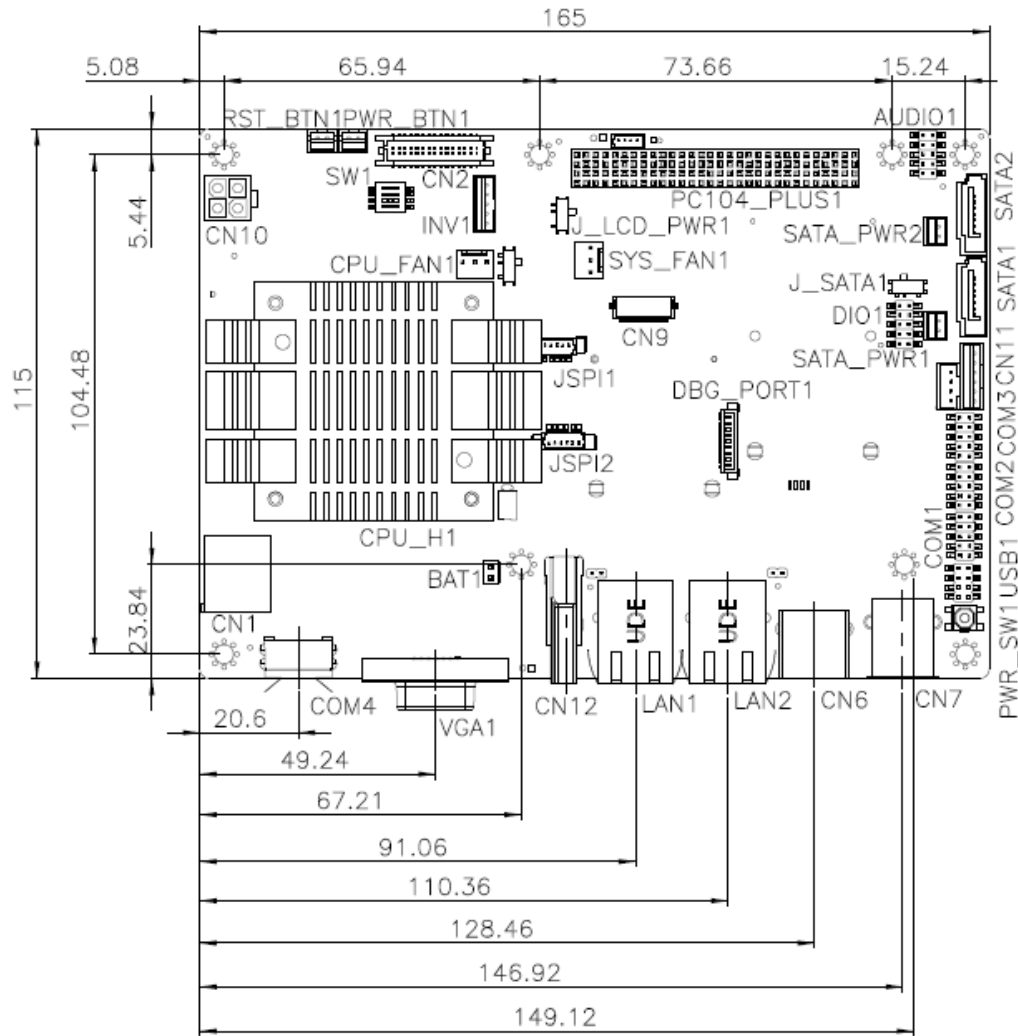 165
5.08 65.94 73.66 15.24
RST_BTN1 PWR_BTN1 AUDIO1
SW1 CN2
PC104_PLUS1
SATA2
5.44
CN10
INV1
J_LCD_PWR1
SATA_PWR2
CPU_FAN1
SYS_FAN1
J_SATA1
SATA1
CN9
DIO1
SATA_PWR1
CN11
115
104.48
JSPI1
DBG_PORT1
COM3
JSPI2
COM2
CPU_H1
COM1
BAT1
USB1
23.84
CN1
UDE
UDE
PWR_SW1
COM4
VGA1
CN12
LAN1
LAN2
CN6
CN7
20.6
49.24
67.21
91.06
110.36
128.46
146.92
149.12